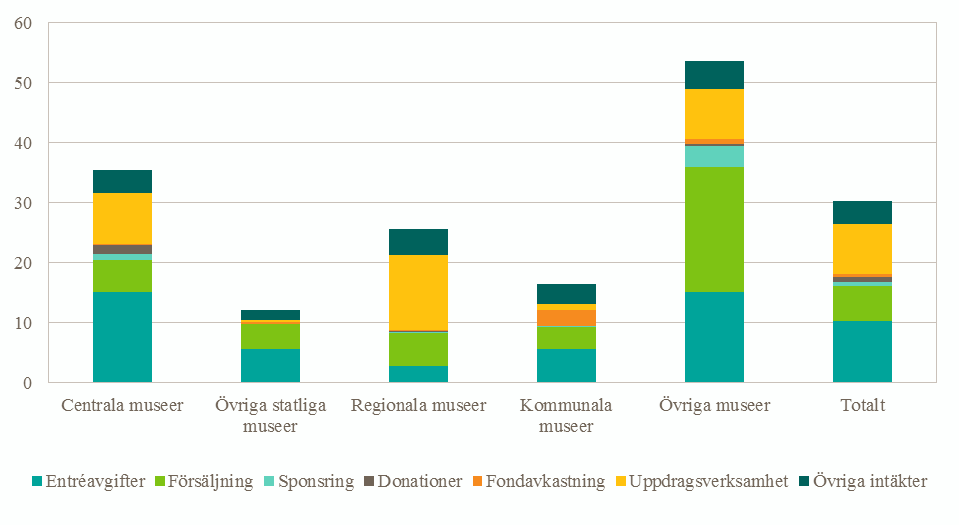 60
50
40
30
20
10
0
Centrala museer
Övriga statliga museer
Regionala museer
Kommunala museer
Övriga museer
Totalt
Entréavgifter Försäljning Sponsring Donationer Fondavkastning Uppdragsverksamhet Övriga intäkter